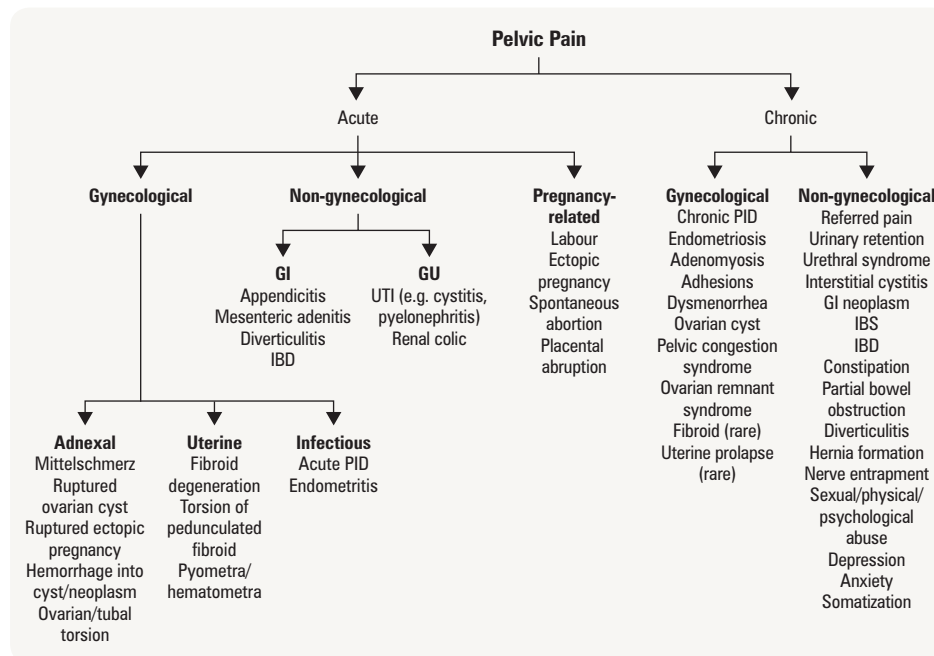 Pelvic Pain
Acute
Chronic
Gynecological
Non-gynecological
Pregnancy-
related
Labour
Ectopic
pregnancy
Spontaneous
abortion
Placental
abruption
Gynecological
Chronic PID
Endometriosis
Adenomyosis
Adhesions
Dysmenorrhea
Ovarian cyst
Pelvic congestion
syndrome
Ovarian remnant
syndrome
Fibroid (rare)
Uterine prolapse
(rare)
Non-gynecological
Referred pain
Urinary retention
Urethral syndrome
Interstitial cystitis
GI neoplasm
IBS
IBD
Constipation
Partial bowel
obstruction
Diverticulitis
Hernia formation
Nerve entrapment
Sexual/physical/
psychological
abuse
Depression
Anxiety
Somatization
GI
Appendicitis
Mesenteric adenitis
Diverticulitis
IBD
GU
UTI (e.g. cystitis,
pyelonephritis)
Renal colic
Adnexal
Mittelschmerz
Ruptured
ovarian cyst
Ruptured ectopic
pregnancy
Hemorrhage into
cyst/neoplasm
Ovarian/tubal
torsion
Uterine
Fibroid
degeneration
Torsion of
pedunculated
fibroid
Pyometra/
hematometra
Infectious
Acute PID
Endometritis